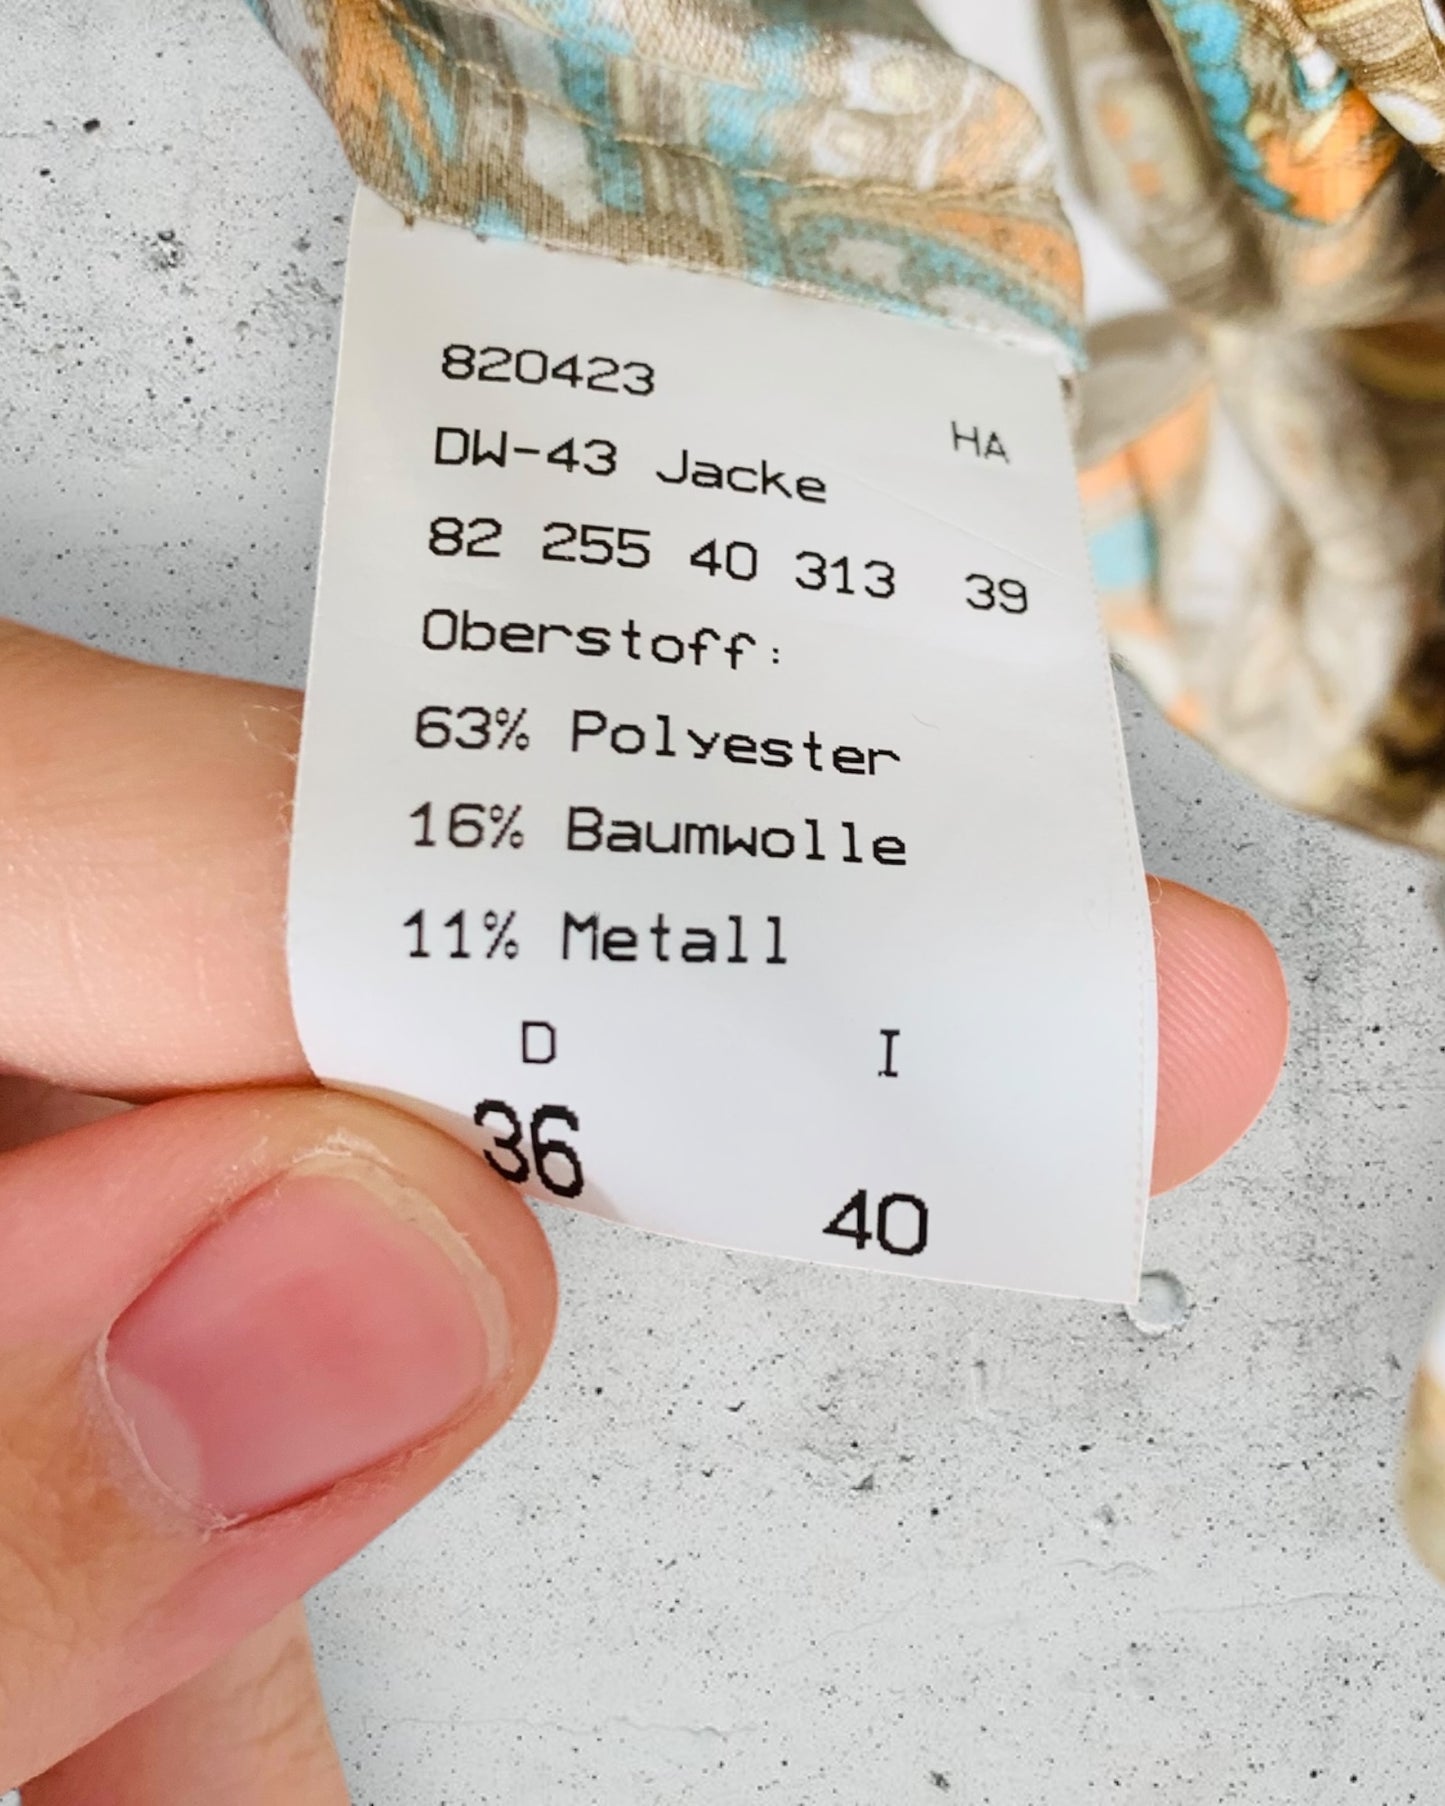 820423
HA
DW-43 Jacke
82 255 40 313 39
Oberstoff:
63% Polyester
16% Baumwolle
11% Metall
D I
36 40